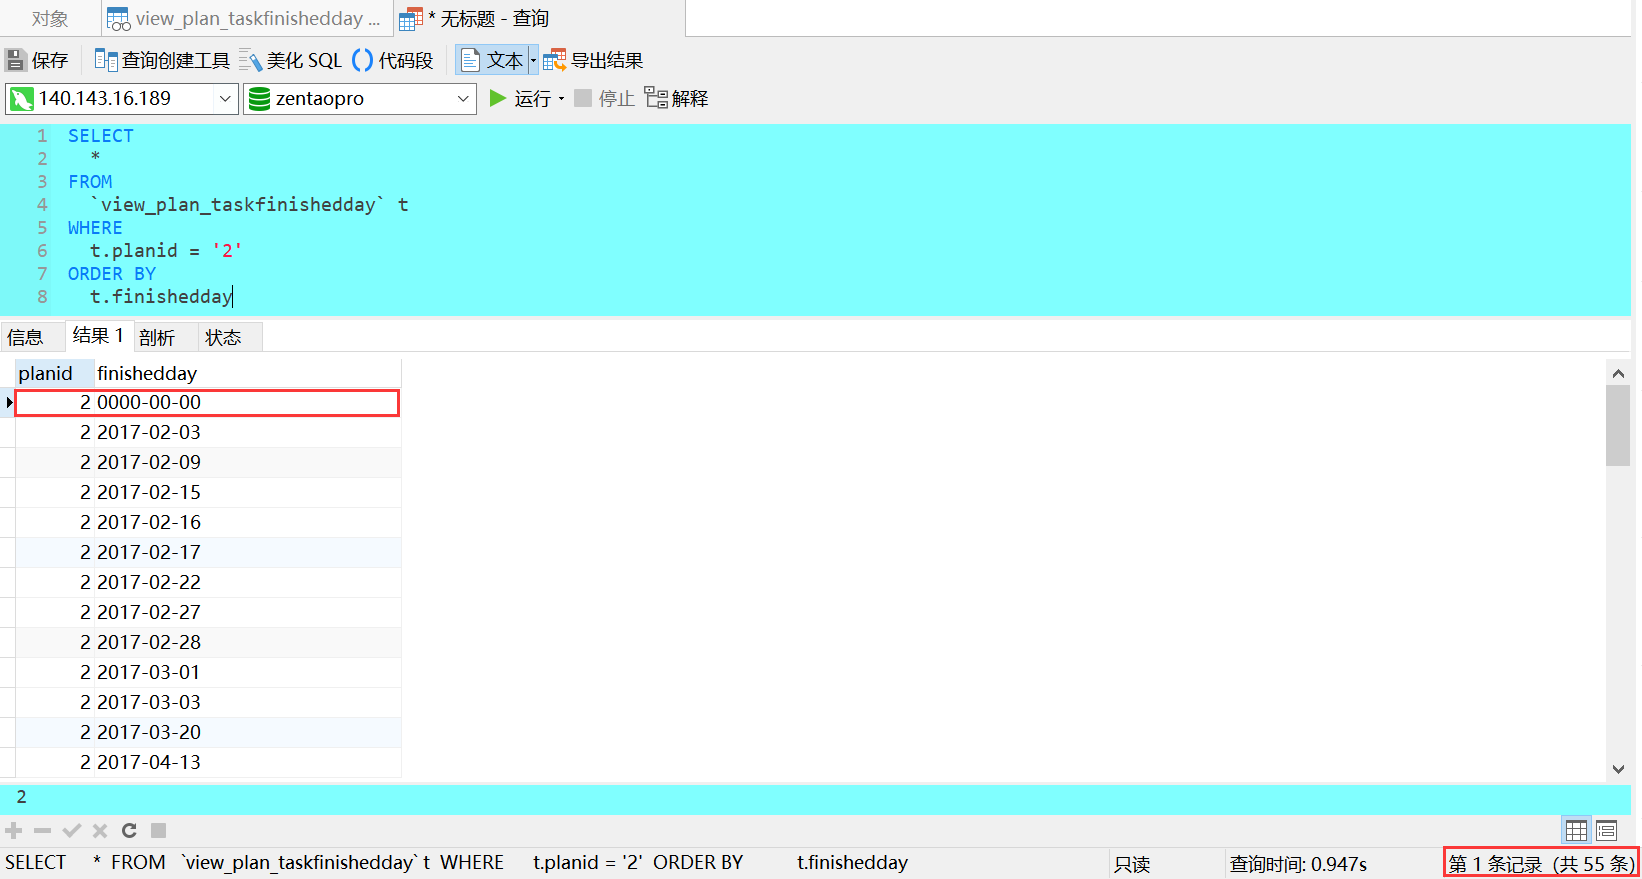 对象 view_plan_taskfinishedday ... * 无标题 - 查询
保存 查询创建工具 美化 SQL () 代码段 文本 导出结果
140.143.16.189 zentaopro 运行 停止 解释
1 SELECT
2 *
3 FROM
4 `view_plan_taskfinishedday` t
5 WHERE
6 t.planid = '2'
7 ORDER BY
8 t.finishedday
信息 结果 1 剖析 状态
planid finishedday
2 0000-00-00
2 2017-02-03
2 2017-02-09
2 2017-02-15
2 2017-02-16
2 2017-02-17
2 2017-02-22
2 2017-02-27
2 2017-02-28
2 2017-03-01
2 2017-03-03
2 2017-03-20
2 2017-04-13
2
SELECT * FROM `view_plan_taskfinishedday` t WHERE t.planid = '2' ORDER BY t.finishedday 只读 查询时间: 0.947s 第 1 条记录 (共 55 条)